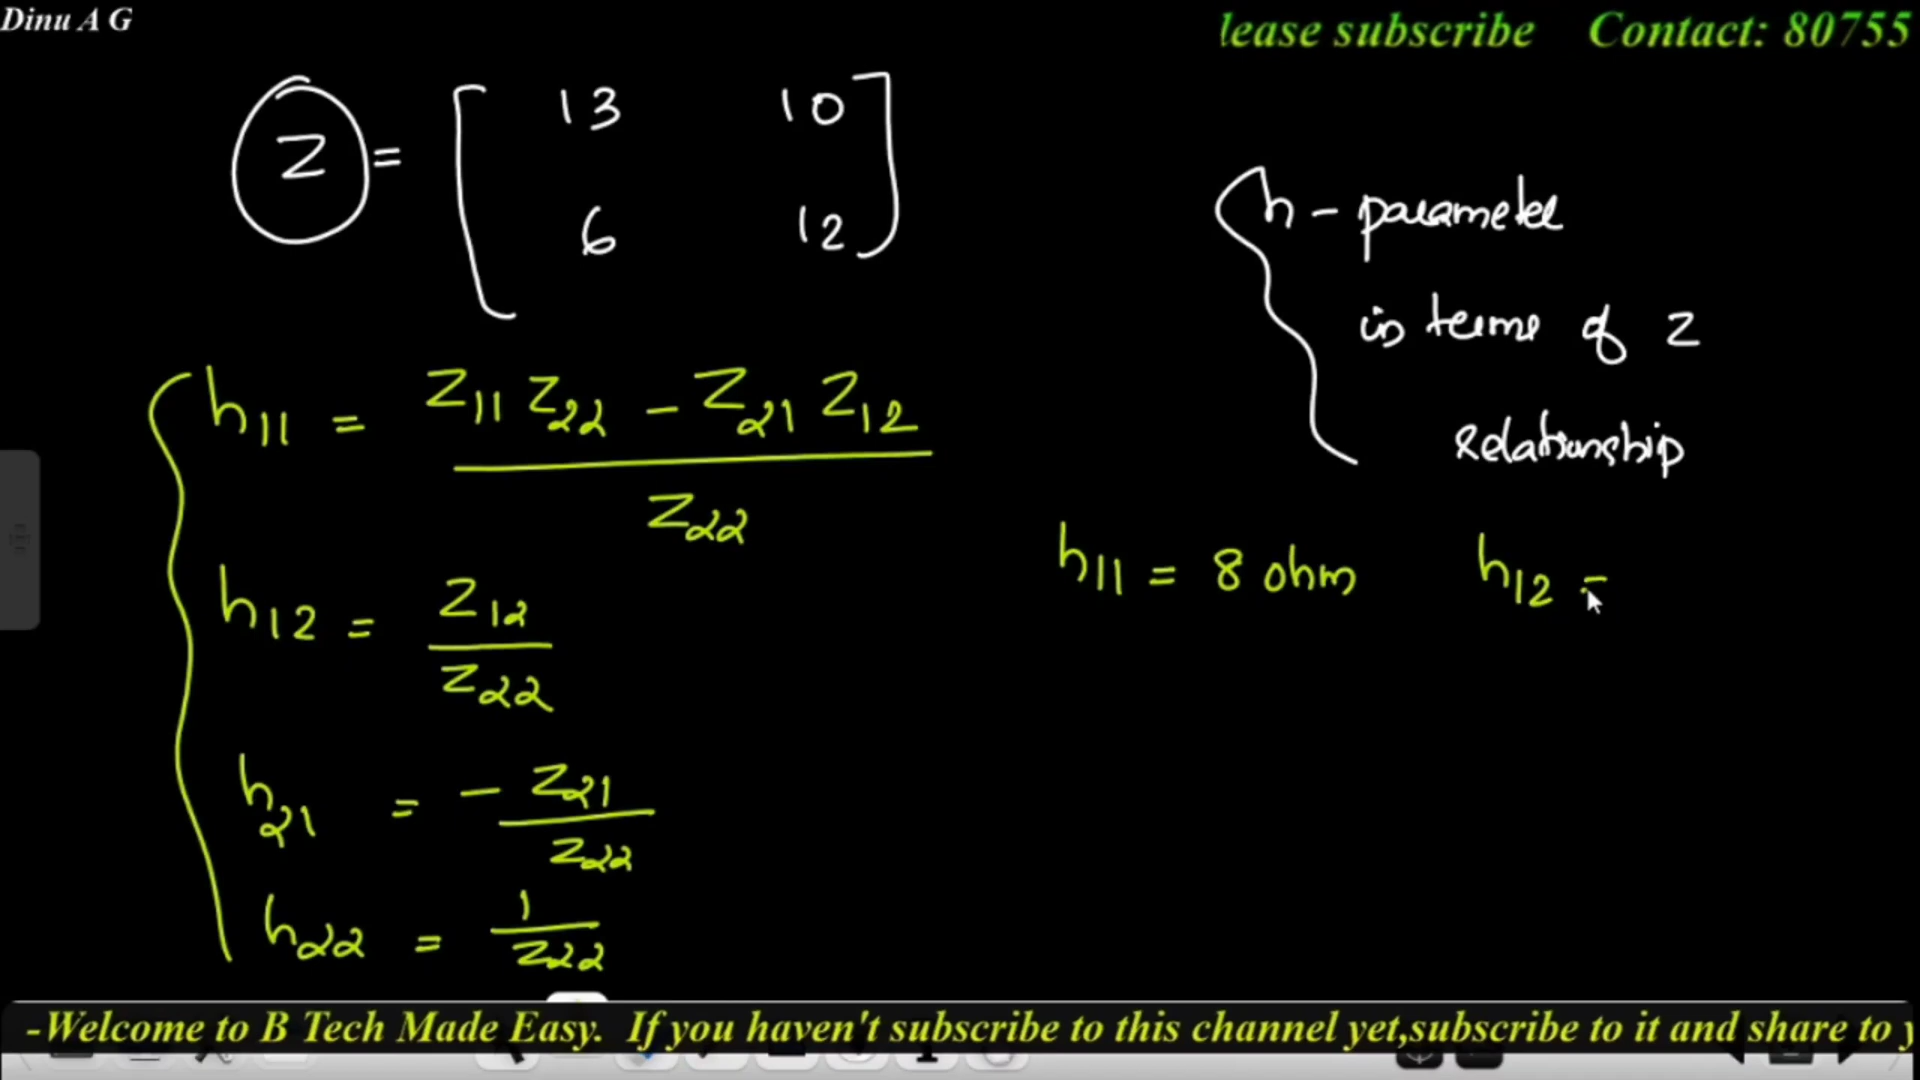 Dinu A G
lease subscribe Contact: 80755
Z = [ 13 10
6 12 ]
h - parameter
in terms of Z
relationship
h11 = Z11 Z22 - Z21 Z12
Z22
h11 = 8 ohm h12 =
h12 = Z12
Z22
h21 = - Z21
Z22
h22 = 1
Z22
-Welcome to B Tech Made Easy. If you haven't subscribe to this channel yet,subscribe to it and share to y